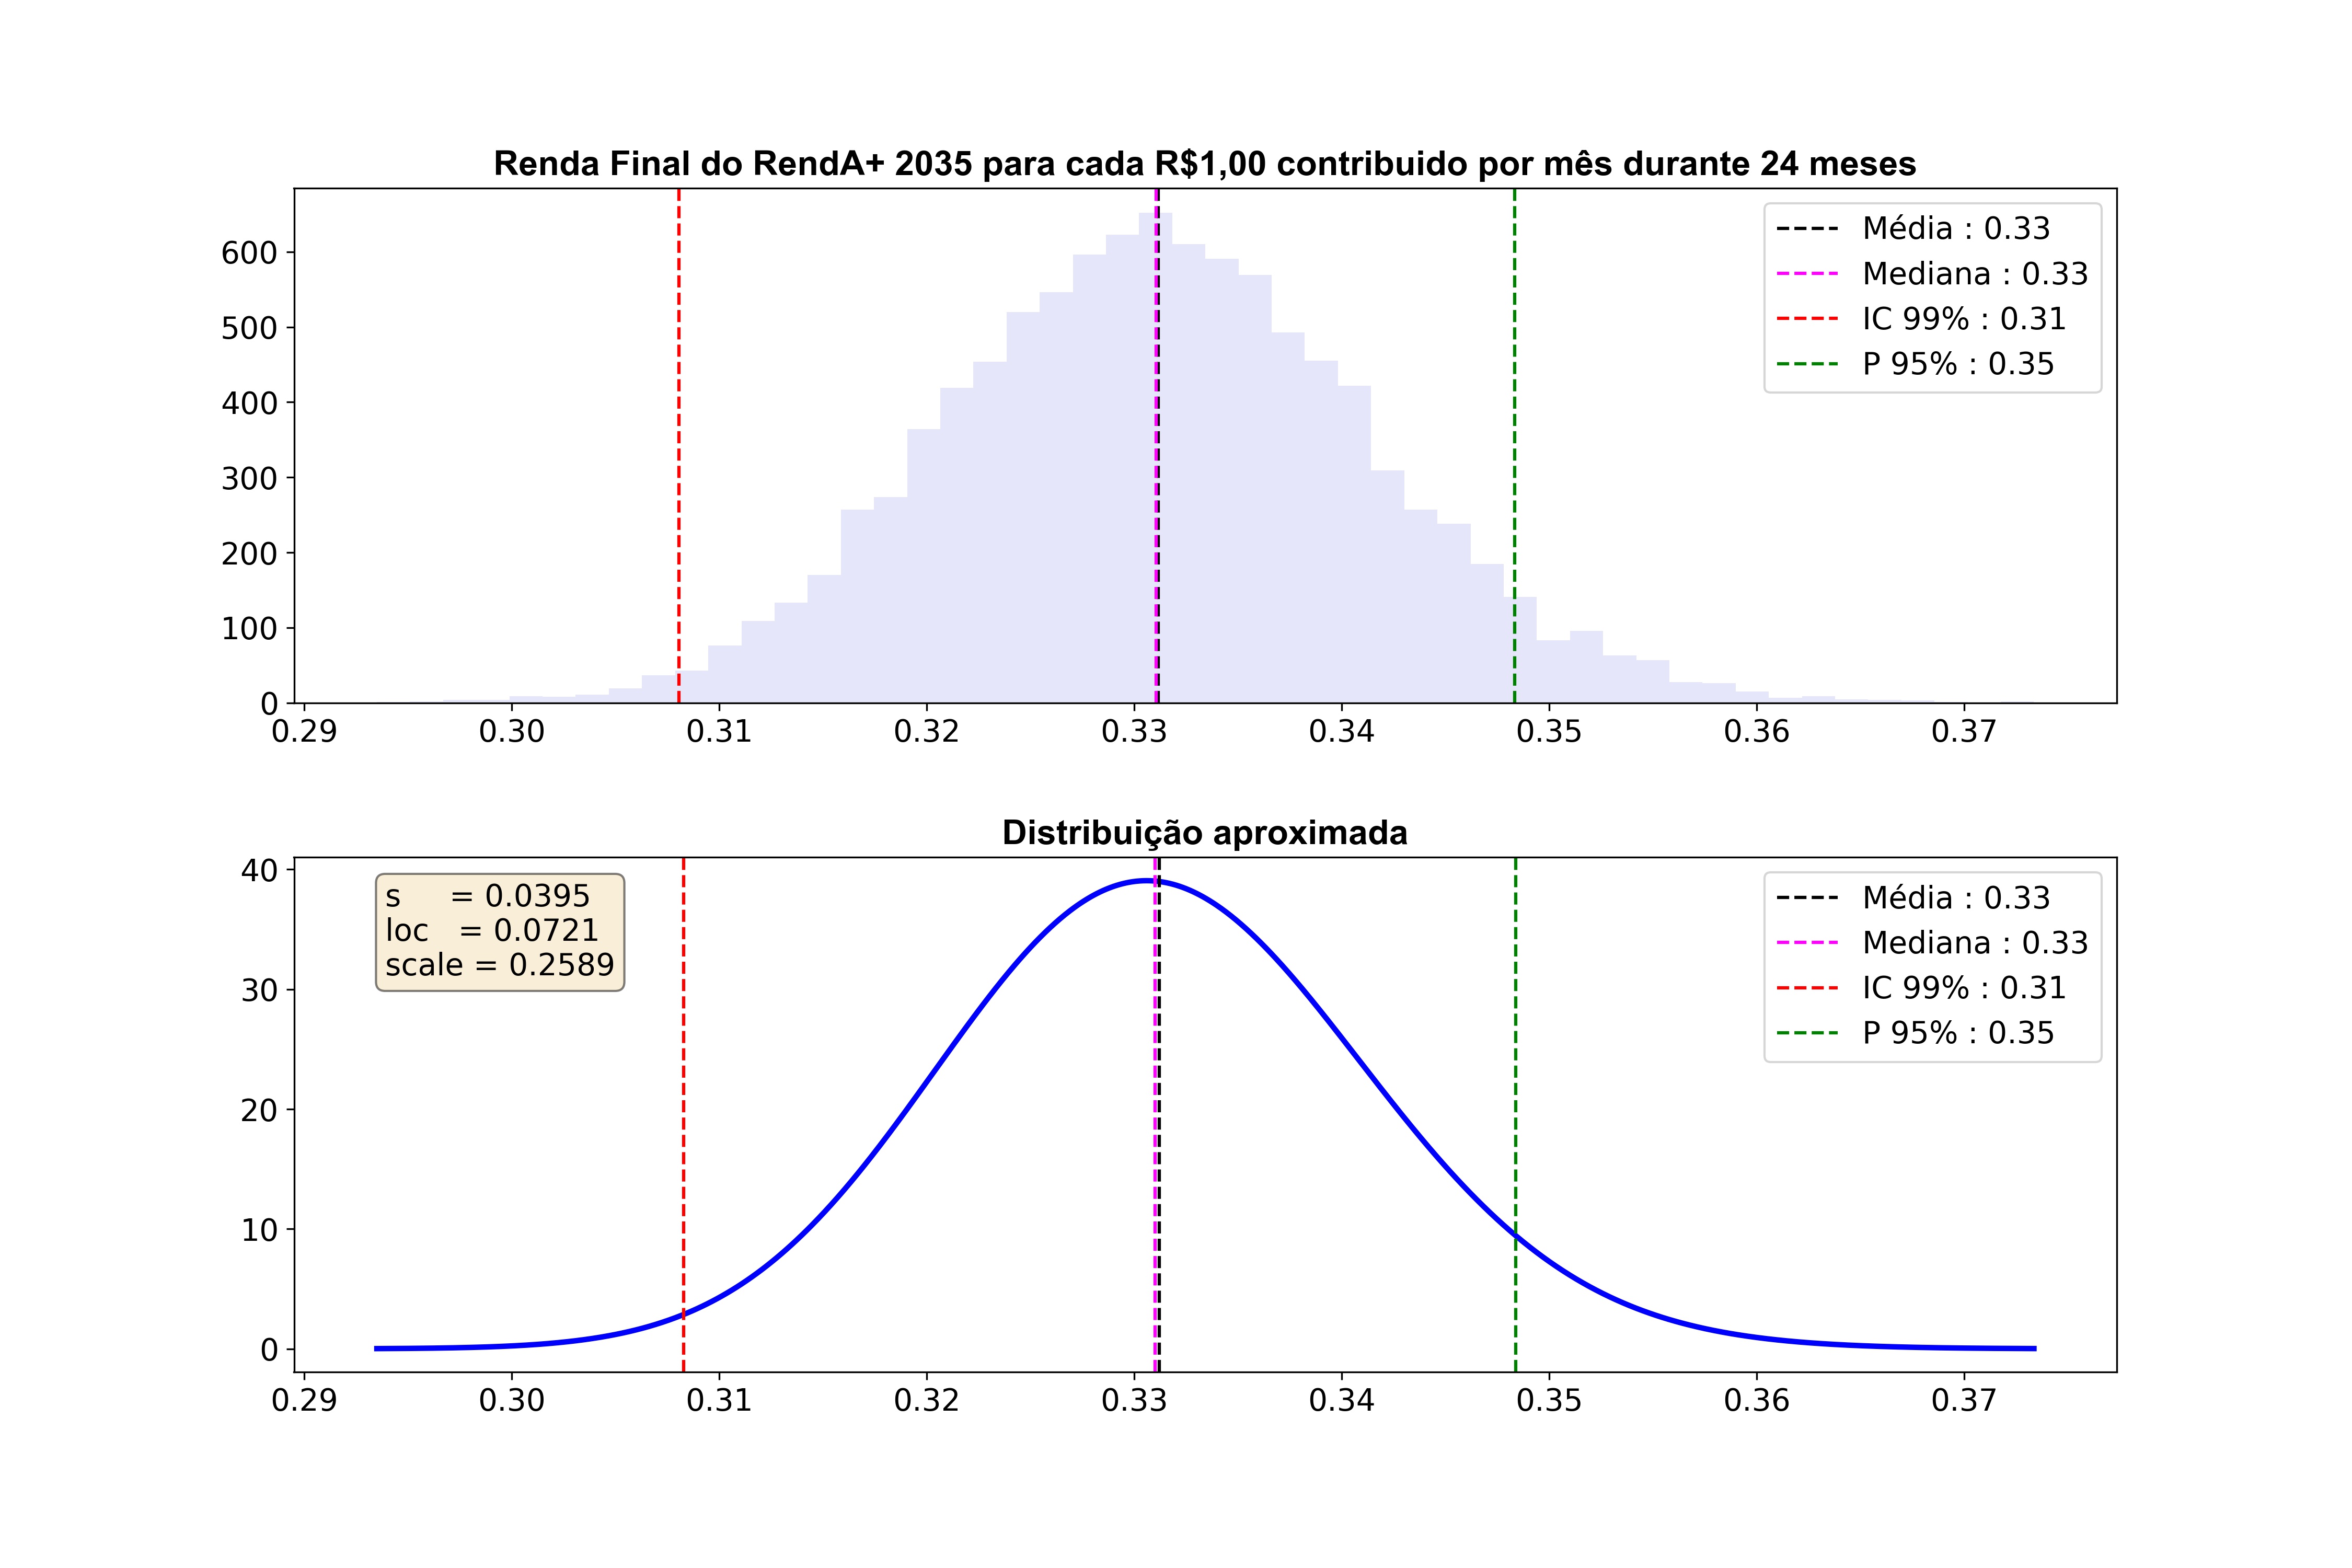 Renda Final do RendA+ 2035 para cada R$1,00 contribuido por mês durante 24 meses
600
500
400
300
200
100
0
0.29 0.30 0.31 0.32 0.33 0.34 0.35 0.36 0.37
Média : 0.33
Mediana : 0.33
IC 99% : 0.31
P 95% : 0.35
Distribuição aproximada
40
30
20
10
0
s = 0.0395
loc = 0.0721
scale = 0.2589
Média : 0.33
Mediana : 0.33
IC 99% : 0.31
P 95% : 0.35
0.29 0.30 0.31 0.32 0.33 0.34 0.35 0.36 0.37